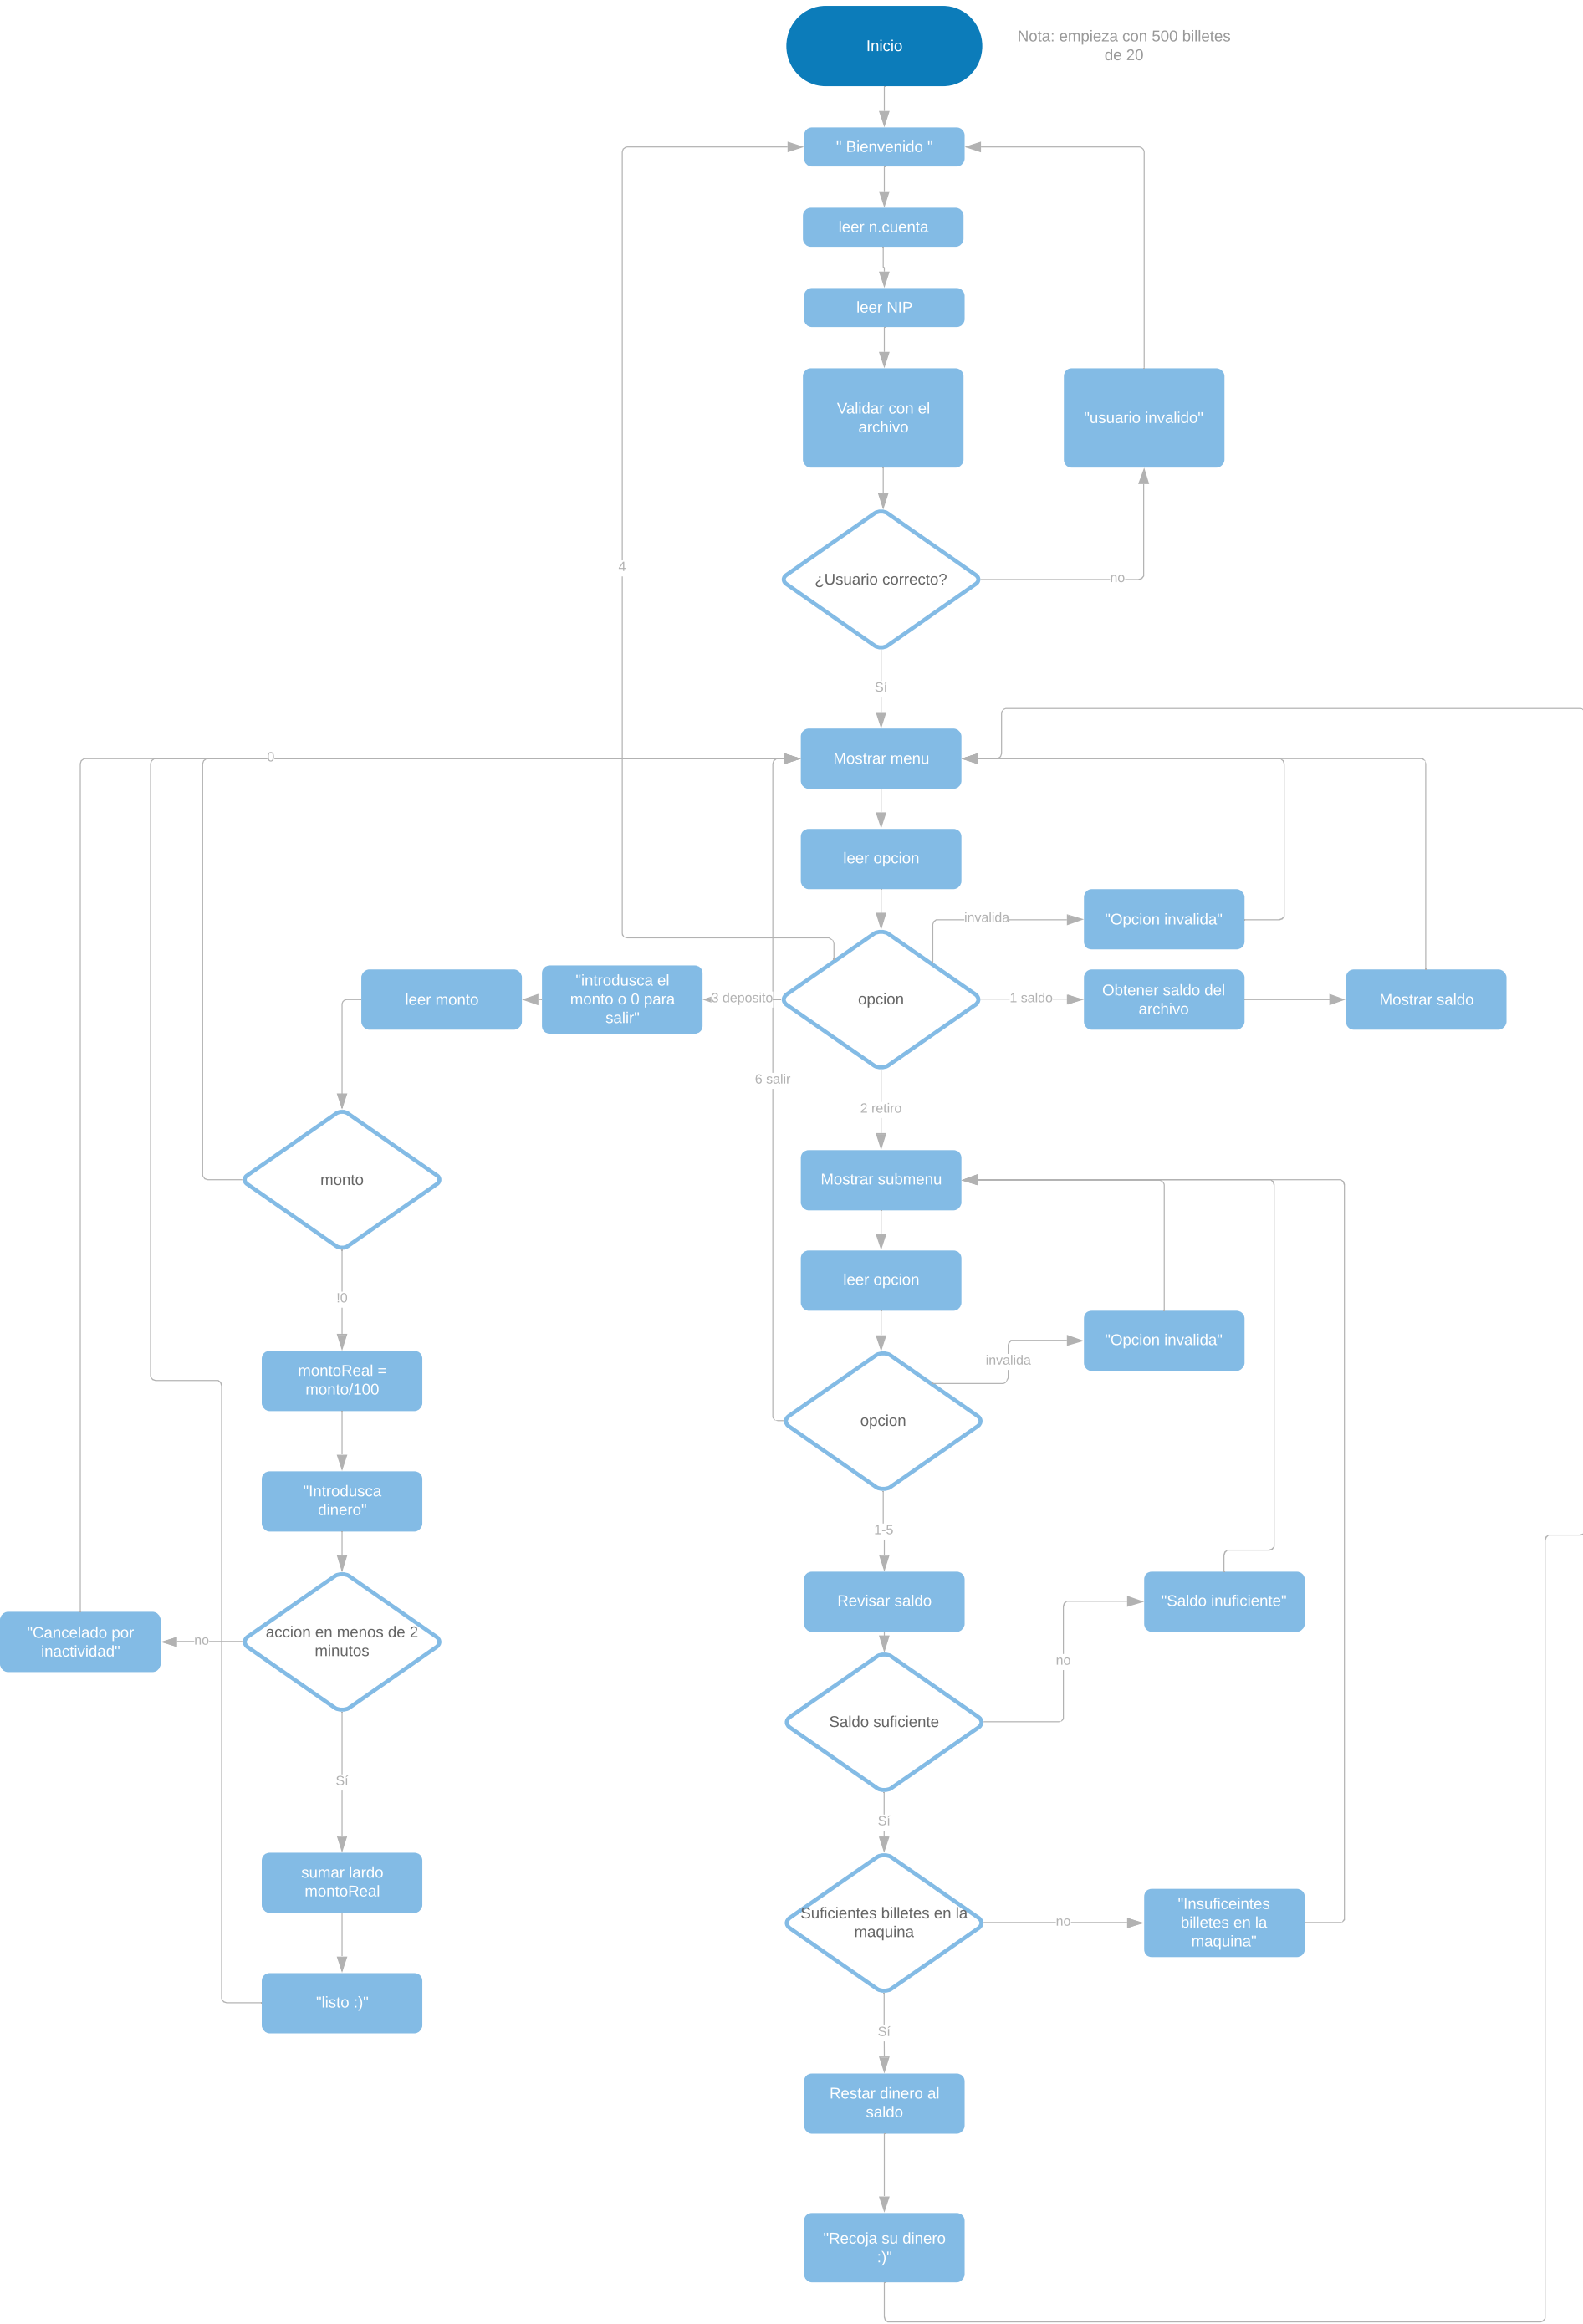 Inicio
Nota: empieza con 500 billetes
de 20
" Bienvenido "
leer n.cuenta
leer NIP
Validar con el
archivo
"usuario invalido"
4
¿Usuario correcto?
no
Sí
0
Mostrar menu
leer opcion
invalida
"Opcion invalida"
leer monto
"introdusca el
monto o 0 para
salir"
3 deposito
opcion
1 saldo
Obtener saldo del
archivo
Mostrar saldo
6 salir
2 retiro
monto
Mostrar submenu
!0
leer opcion
invalida
"Opcion invalida"
montoReal =
monto/100
opcion
"Introdusca
dinero"
1-5
"Cancelado por
inactividad"
no
accion en menos de 2
minutos
Revisar saldo
"Saldo inuficiente"
no
Saldo suficiente
Sí
Sí
sumar lardo
montoReal
Suficientes billetes en la
maquina
no
"Insuficeintes
billetes en la
maquina"
"listo :)"
Sí
Restar dinero al
saldo
"Recoja su dinero
:)"